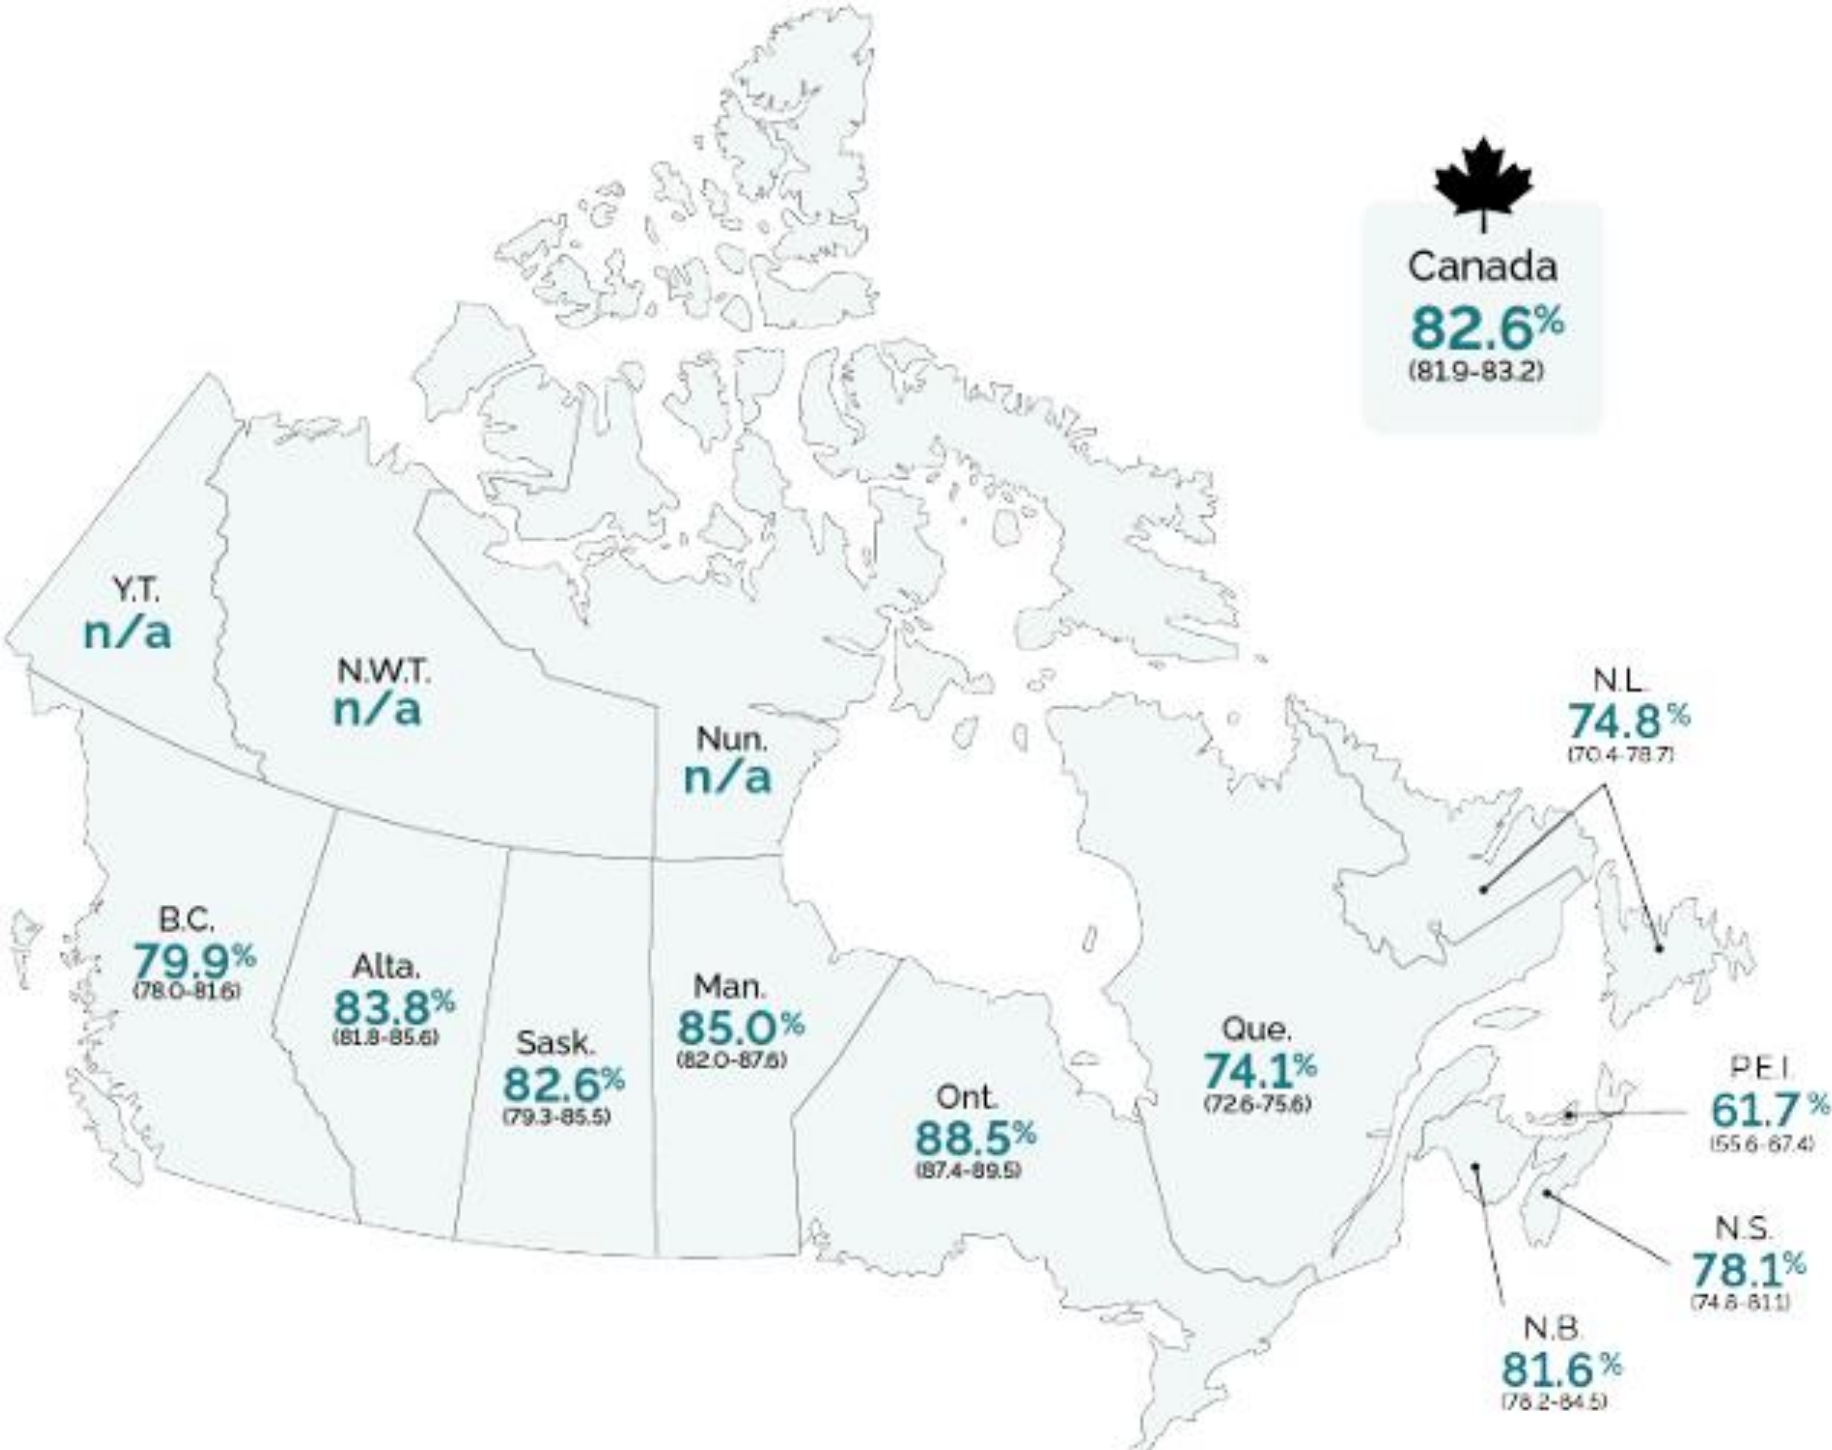 Canada
82.6%
(81.9-83.2)
Y.T.
n/a
N.W.T.
n/a
Nun.
n/a
N.L.
74.8%
(70.4-78.7)
B.C.
79.9%
(78.0-81.6)
Alta.
83.8%
(81.8-85.6)
Sask.
82.6%
(79.3-85.5)
Man.
85.0%
(82.0-87.6)
Ont.
88.5%
(87.4-89.5)
Que.
74.1%
(72.6-75.6)
P.E.I.
61.7%
(55.6-67.4)
N.S.
78.1%
(74.8-81.1)
N.B.
81.6%
(78.2-84.5)